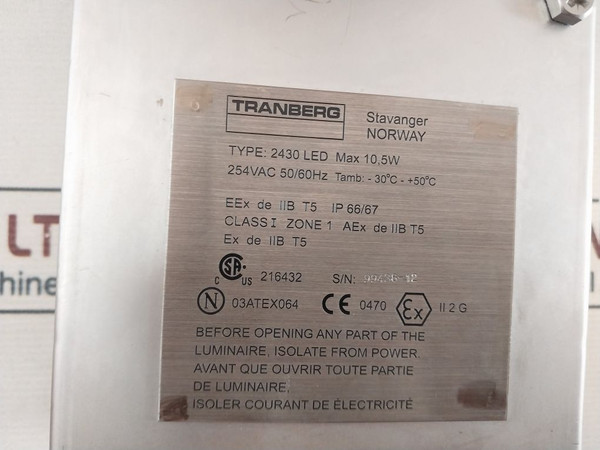 TRANBERG
Stavanger
NORWAY
TYPE: 2430 LED Max 10,5W
254VAC 50/60Hz Tamb: - 30°C - +50°C
EEx de IIB T5 IP 66/67
CLASS I ZONE 1 AEx de IIB T5
Ex de IIB T5
C SA US 216432 S/N:
N 03ATEX064 CE 0470 Ex II 2 G
BEFORE OPENING ANY PART OF THE
LUMINAIRE, ISOLATE FROM POWER.
AVANT QUE OUVRIR TOUTE PARTIE
DE LUMINAIRE.
ISOLER COURANT DE ÉLECTRICITÉ